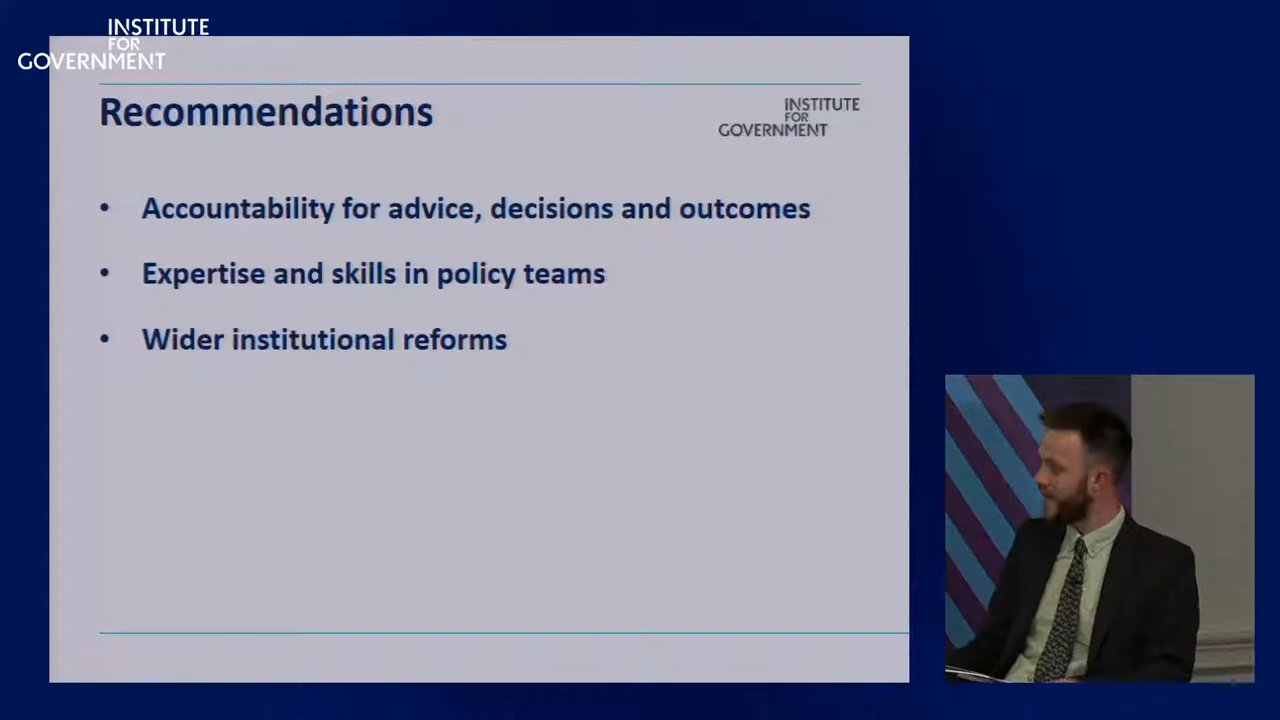 INSTITUTE
FOR
GOVERNMENT
Recommendations
INSTITUTE
FOR
GOVERNMENT
• Accountability for advice, decisions and outcomes
• Expertise and skills in policy teams
• Wider institutional reforms